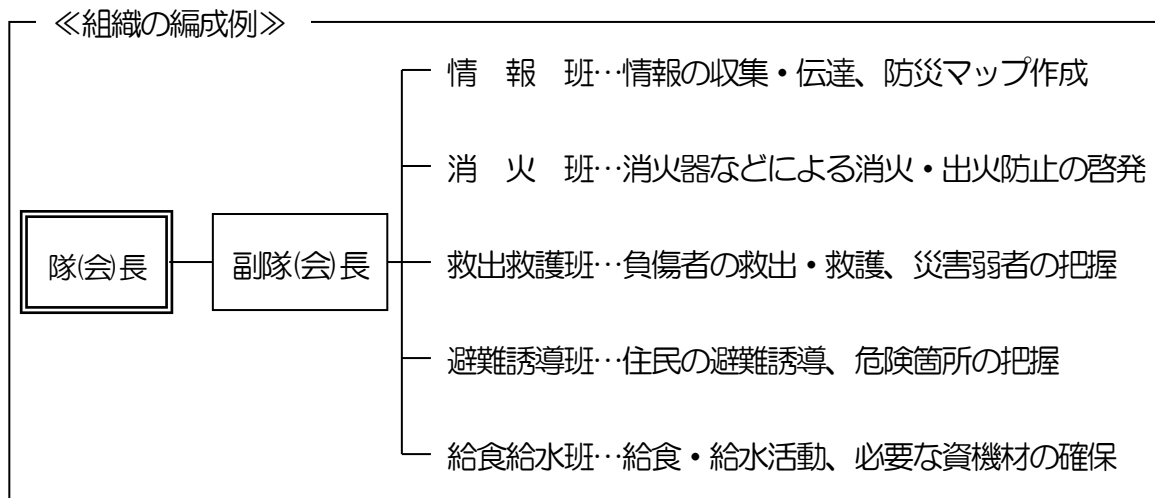 ≪組織の編成例≫
情　報　班…情報の収集・伝達、防災マップ作成
消　火　班…消火器などによる消火・出火防止の啓発
隊(会)長
副隊(会)長
救出救護班…負傷者の救出・救護、災害弱者の把握
避難誘導班…住民の避難誘導、危険箇所の把握
給食給水班…給食・給水活動、必要な資機材の確保